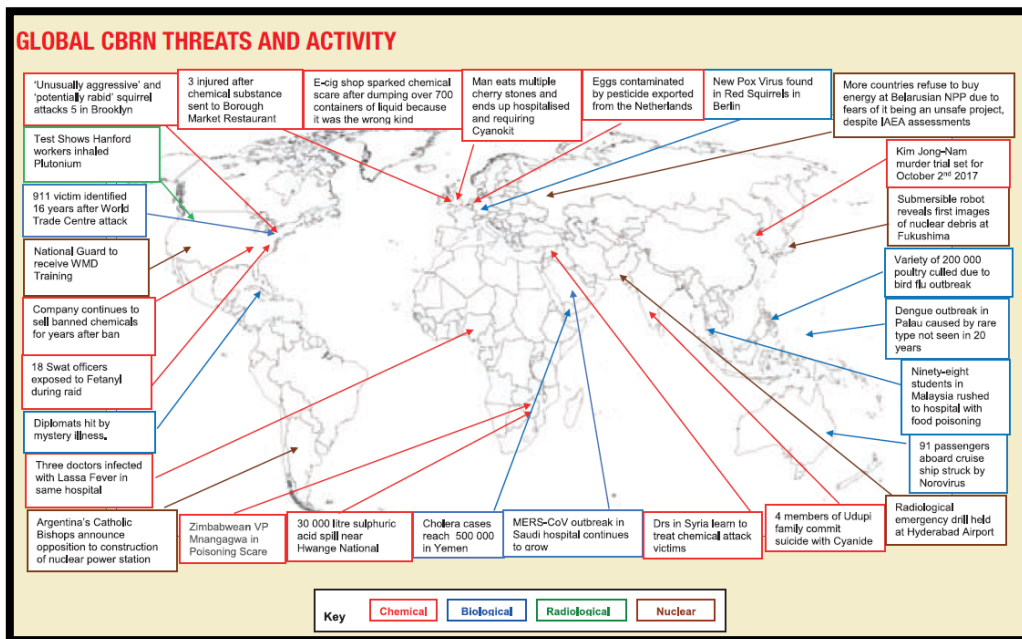 GLOBAL CBRN THREATS AND ACTIVITY
'Unusually aggressive' and
'potentially rabid' squirrel
attacks 5 in Brooklyn
3 injured after
chemical substance
sent to Borough
Market Restaurant
E-cig shop sparked chemical
scare after dumping over 700
containers of liquid because
it was the wrong kind
Man eats multiple
cherry stones and
ends up hospitalised
and requiring
Cyanokit
Eggs contaminated
by pesticide exported
from the Netherlands
New Pox Virus found
in Red Squirrels in
Berlin
More countries refuse to buy
energy at Belarusian NPP due to
fears of it being an unsafe project,
despite IAEA assessments
Test Shows Hanford
workers inhaled
Plutonium
911 victim identified
16 years after World
Trade Centre attack
National Guard to
receive WMD
Training
Company continues to
sell banned chemicals
for years after ban
18 Swat officers
exposed to Fetanyl
during raid
Diplomats hit by
mystery illness.
Three doctors infected
with Lassa Fever in
same hospital
Argentina's Catholic
Bishops announce
opposition to construction
of nuclear power station
Kim Jong-Nam
murder trial set for
October 2nd 2017
Submersible robot
reveals first images
of nuclear debris at
Fukushima
Variety of 200 000
poultry culled due to
bird flu outbreak
Dengue outbreak in
Palau caused by rare
type not seen in 20
years
Ninety-eight
students in
Malaysia rushed to
hospital with
food poisoning
91 passengers
aboard cruise
ship struck by
Norovirus
Radiological
emergency drill held
at Hyderabad Airport
Zimbabwean VP
Mnangagwa in
Poisoning Scare
30 000 litre sulphuric
acid spill near
Hwange National
Cholera cases
reach 500 000
in Yemen
MERS-CoV outbreak in
Saudi hospital continues
to grow
Drs in Syria learn to
treat chemical attack
victims
4 members of Udupi
family commit
suicide with Cyanide
Key
Chemical
Biological
Radiological
Nuclear